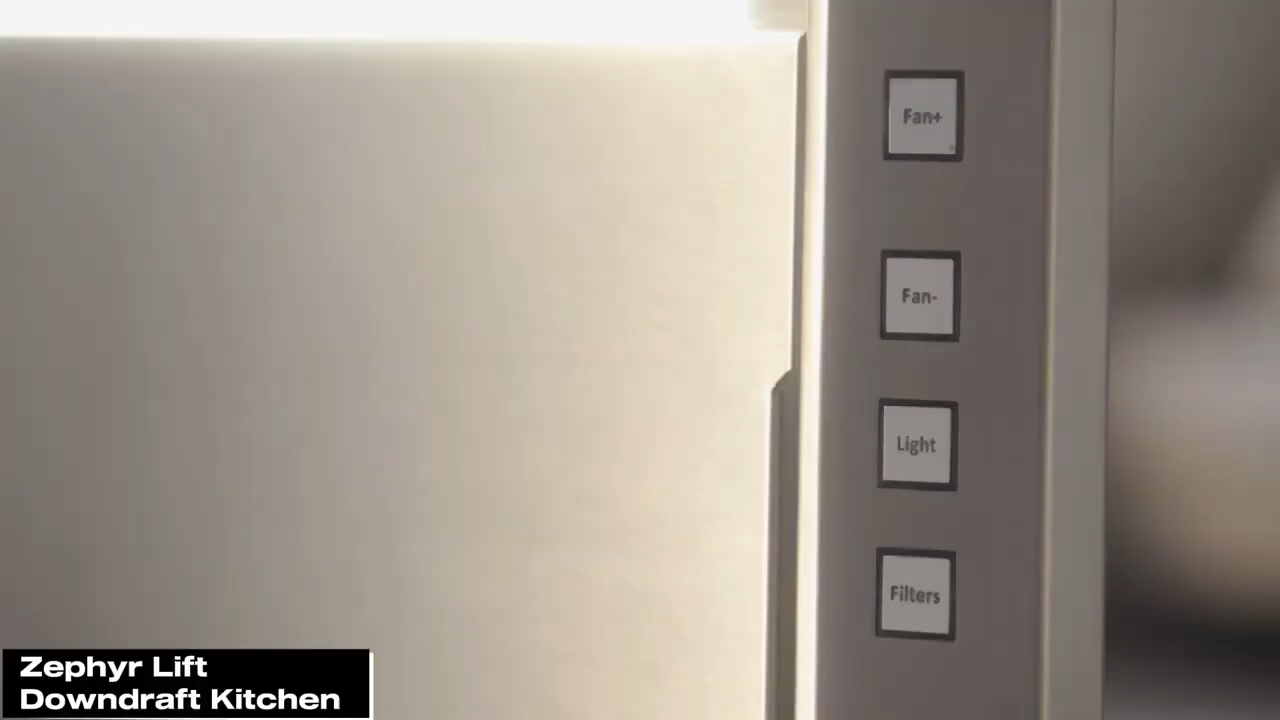 Fan+
Fan-
Light
Filters
Zephyr Lift
Downdraft Kitchen